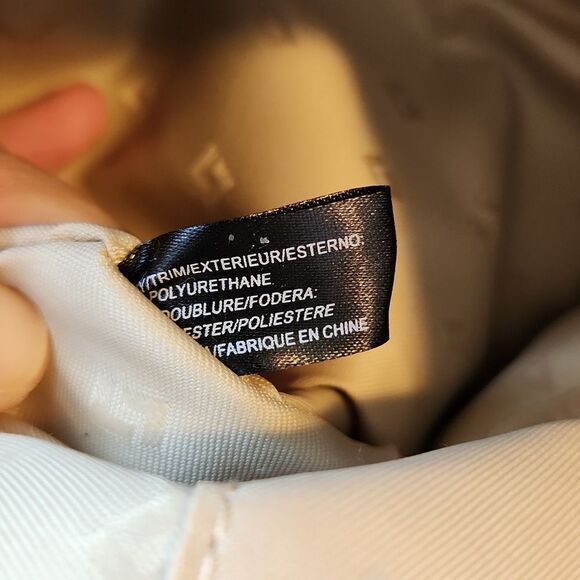 /TRIM/EXTERIEUR/ESTERNO:
POLYURETHANE
DOUBLURE/FODERA:
ESTER/POLIESTERE
/FABRIQUE EN CHINE